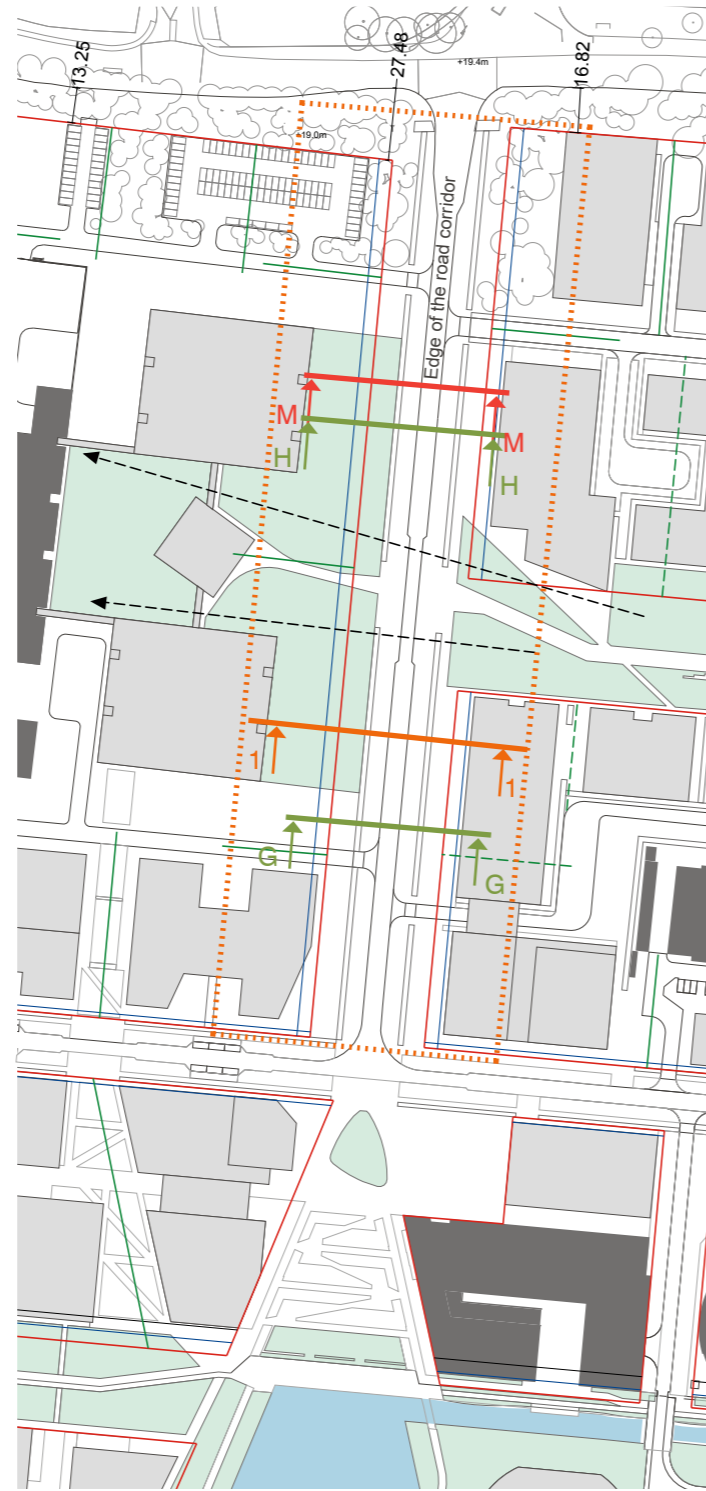 13.25
27.48
16.82
+19.4m
+19.0m
Edge of the road corridor
M
M
H
H
1
1
G
G